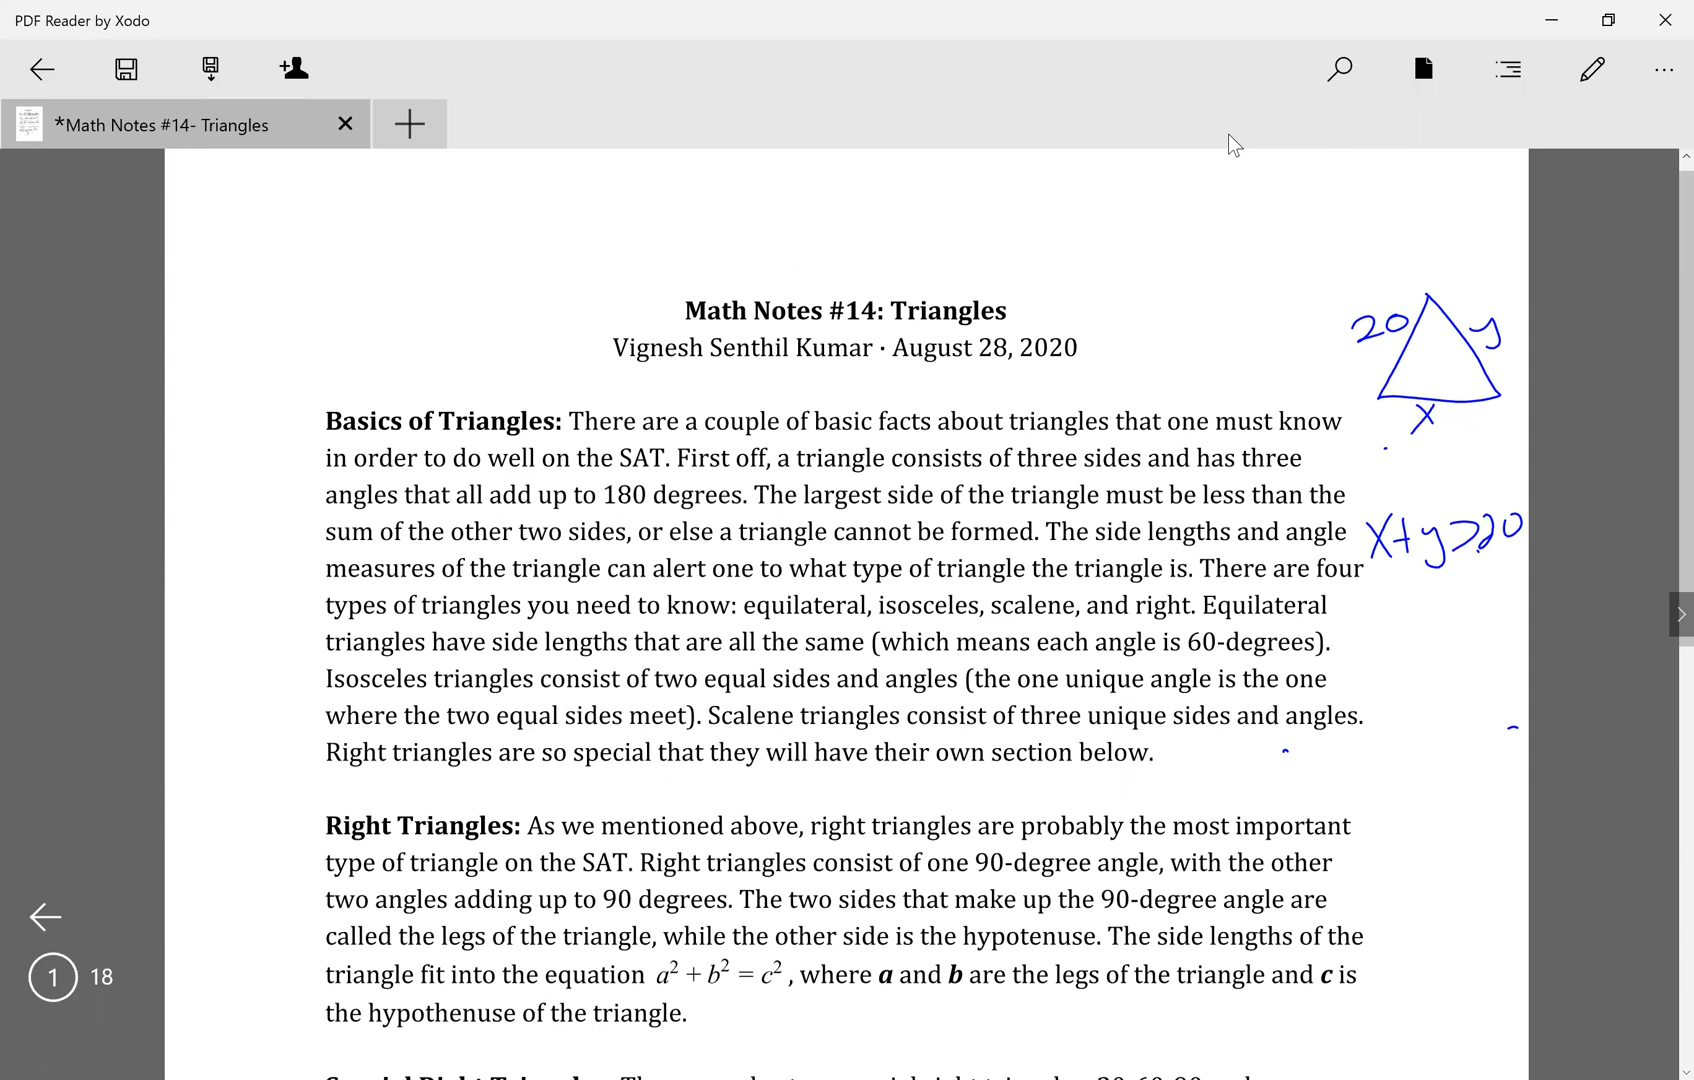 PDF Reader by Xodo
*Math Notes #14- Triangles
Math Notes #14: Triangles
Vignesh Senthil Kumar · August 28, 2020
20
y
x
Basics of Triangles: There are a couple of basic facts about triangles that one must know
in order to do well on the SAT. First off, a triangle consists of three sides and has three
angles that all add up to 180 degrees. The largest side of the triangle must be less than the
sum of the other two sides, or else a triangle cannot be formed. The side lengths and angle
x+y>20
measures of the triangle can alert one to what type of triangle the triangle is. There are four
types of triangles you need to know: equilateral, isosceles, scalene, and right. Equilateral
triangles have side lengths that are all the same (which means each angle is 60-degrees).
Isosceles triangles consist of two equal sides and angles (the one unique angle is the one
where the two equal sides meet). Scalene triangles consist of three unique sides and angles.
Right triangles are so special that they will have their own section below.
Right Triangles: As we mentioned above, right triangles are probably the most important
type of triangle on the SAT. Right triangles consist of one 90-degree angle, with the other
two angles adding up to 90 degrees. The two sides that make up the 90-degree angle are
called the legs of the triangle, while the other side is the hypotenuse. The side lengths of the
triangle fit into the equation a² + b² = c², where a and b are the legs of the triangle and c is
the hypothenuse of the triangle.
1 18